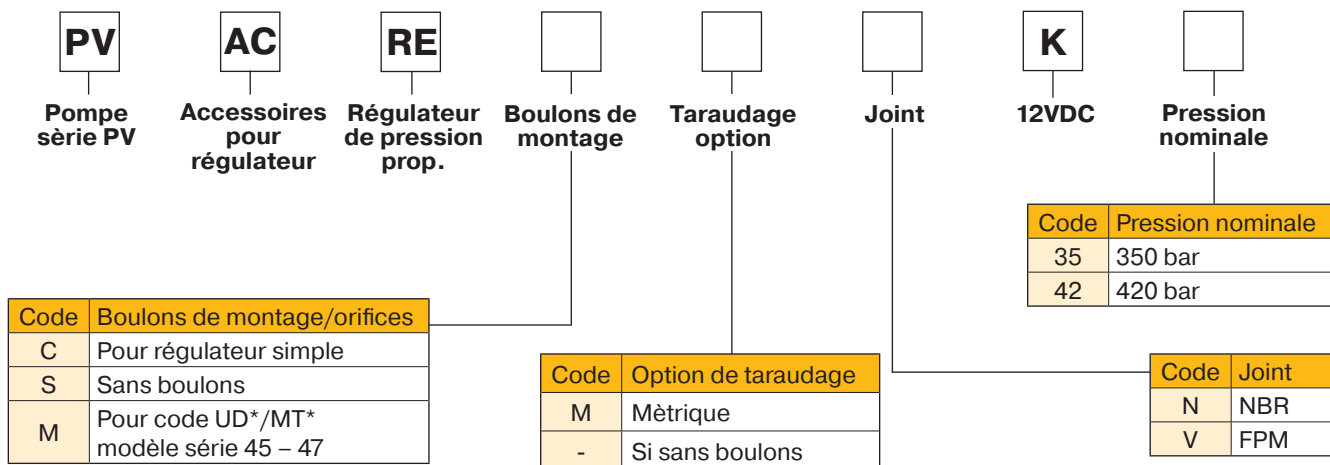 PV AC RE K
Pompe
sèrie PV
Accessoires
pour
régulateur
Régulateur
de pression
prop.
Boulons de
montage
Taraudage
option
Joint
12VDC
Pression
nominale
Code Pression nominale
35 350 bar
42 420 bar
Code Boulons de montage/orifices
C Pour régulateur simple
S Sans boulons
M Pour code UD*/MT*
modèle série 45 – 47
Code Option de taraudage
M Mètrique
- Si sans boulons
Code Joint
N NBR
V FPM